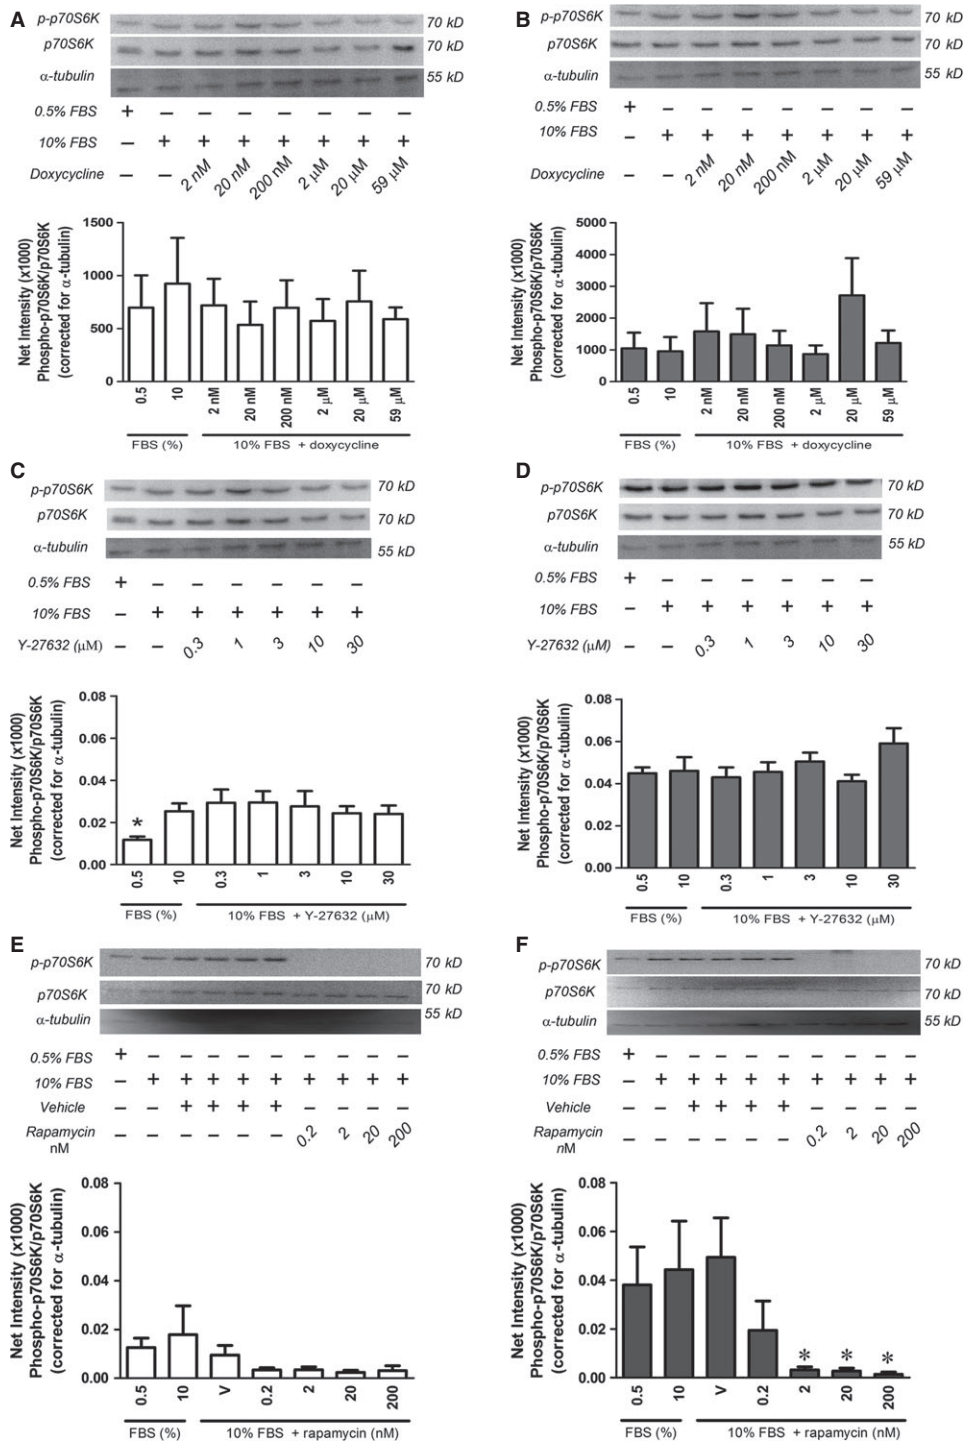 A
p-p70S6K 70 kD
p70S6K 70 kD
α-tubulin 55 kD
0.5% FBS + – – – – – – –
10% FBS – + + + + + + +
Doxycycline – – 2 nM 20 nM 200 nM 2 µM 20 µM 59 µM
Net Intensity (x1000)
Phospho-p70S6K/p70S6K
(corrected for α-tubulin)
1500
1000
500
0
0.5 10 2 nM 20 nM 200 nM 2 µM 20 µM 59 µM
FBS (%) 10% FBS + doxycycline
B
p-p70S6K 70 kD
p70S6K 70 kD
α-tubulin 55 kD
0.5% FBS + – – – – – – –
10% FBS – + + + + + + +
Doxycycline – – 2 nM 20 nM 200 nM 2 µM 20 µM 59 µM
Net Intensity (x1000)
Phospho-p70S6K/p70S6K
(corrected for α-tubulin)
5000
4000
3000
2000
1000
0
0.5 10 2 nM 20 nM 200 nM 2 µM 20 µM 59 µM
FBS (%) 10% FBS + doxycycline
C
p-p70S6K 70 kD
p70S6K 70 kD
α-tubulin 55 kD
0.5% FBS + – – – – – –
10% FBS – + + + + + +
Y-27632 (µM) – – 0.3 1 3 10 30
Net Intensity (x1000)
Phospho-p70S6K/p70S6K
(corrected for α-tubulin)
0.08
0.06
0.04
0.02
0.00
*
0.5 10 0.3 1 3 10 30
FBS (%) 10% FBS + Y-27632 (µM)
D
p-p70S6K 70 kD
p70S6K 70 kD
α-tubulin 55 kD
0.5% FBS + – – – – – –
10% FBS – + + + + + +
Y-27632 (µM) – – 0.3 1 3 10 30
Net Intensity (x1000)
Phospho-p70S6K/p70S6K
(corrected for α-tubulin)
0.08
0.06
0.04
0.02
0.00
0.5 10 0.3 1 3 10 30
FBS (%) 10% FBS + Y-27632 (µM)
E
p-p70S6K 70 kD
p70S6K 70 kD
α-tubulin 55 kD
0.5% FBS + – – – – – – – – –
10% FBS – + + + + + + + + +
Vehicle – – + + + + – – – –
Rapamycin – – – – – – 0.2 2 20 200
nM
Net Intensity (x1000)
Phospho-p70S6K/p70S6K
(corrected for α-tubulin)
0.08
0.06
0.04
0.02
0.00
0.5 10 V 0.2 2 20 200
FBS (%) 10% FBS + rapamycin (nM)
F
p-p70S6K 70 kD
p70S6K 70 kD
α-tubulin 55 kD
0.5% FBS + – – – – – – – – –
10% FBS – + + + + + + + + +
Vehicle – – + + + + – – – –
Rapamycin – – – – – – 0.2 2 20 200
nM
Net Intensity (x1000)
Phospho-p70S6K/p70S6K
(corrected for α-tubulin)
0.08
0.06
0.04
0.02
0.00
* * *
0.5 10 V 0.2 2 20 200
FBS (%) 10% FBS + rapamycin (nM)